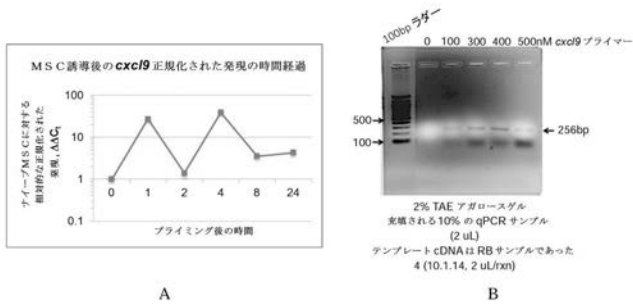 MSC誘導後のcxcl9正規化された発現の時間経過
ナイーブMSCに対する
相対的な正規化された
発現, ΔΔCt
100
10
1
0.1
0
1
2
4
8
24
プライミング後の時間
A
100bp ラダー
0 100 300 400 500nM cxcl9プライマー
500
100
256bp
2% TAE アガロースゲル
充填される10% の qPCR サンプル
(2 uL)
テンプレートcDNAはRBサンプルであった
4 (10.1.14, 2 uL/rxn)
B